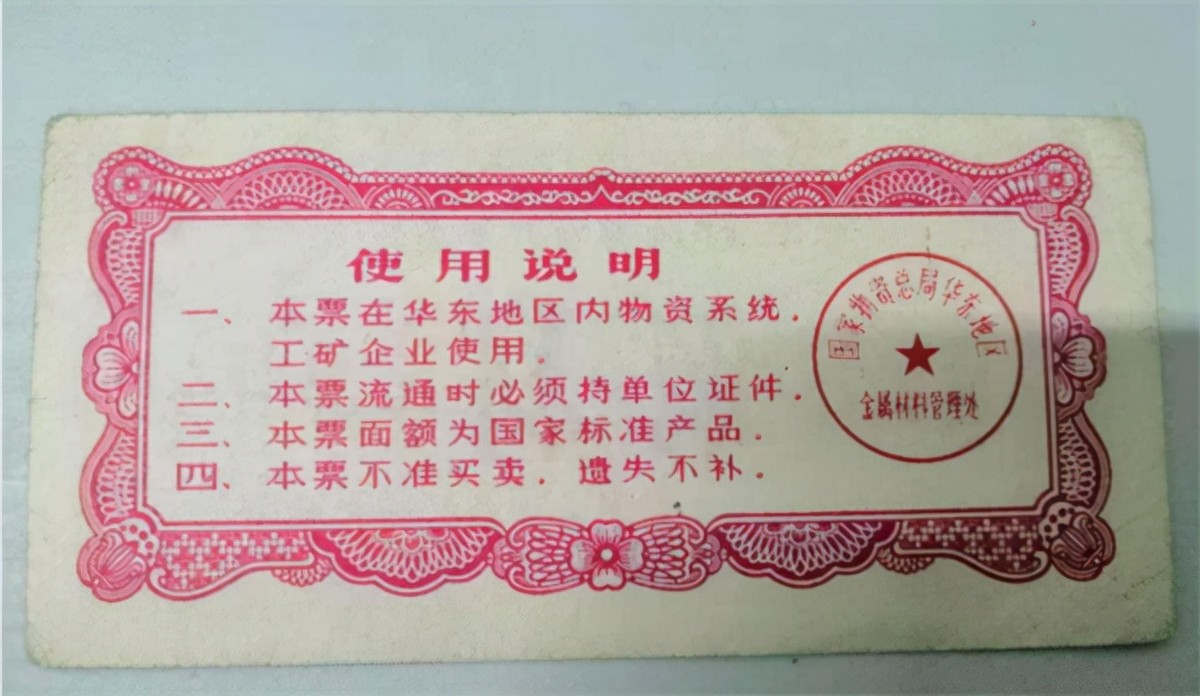 使用说明
一、本票在华东地区内物资系统．
工矿企业使用．
二、本票流通时必须持单位证件．
三、本票面额为国家标准产品．
四、本票不准买卖．遗失不补．
国家物资总局华东地区
金属材料管理处